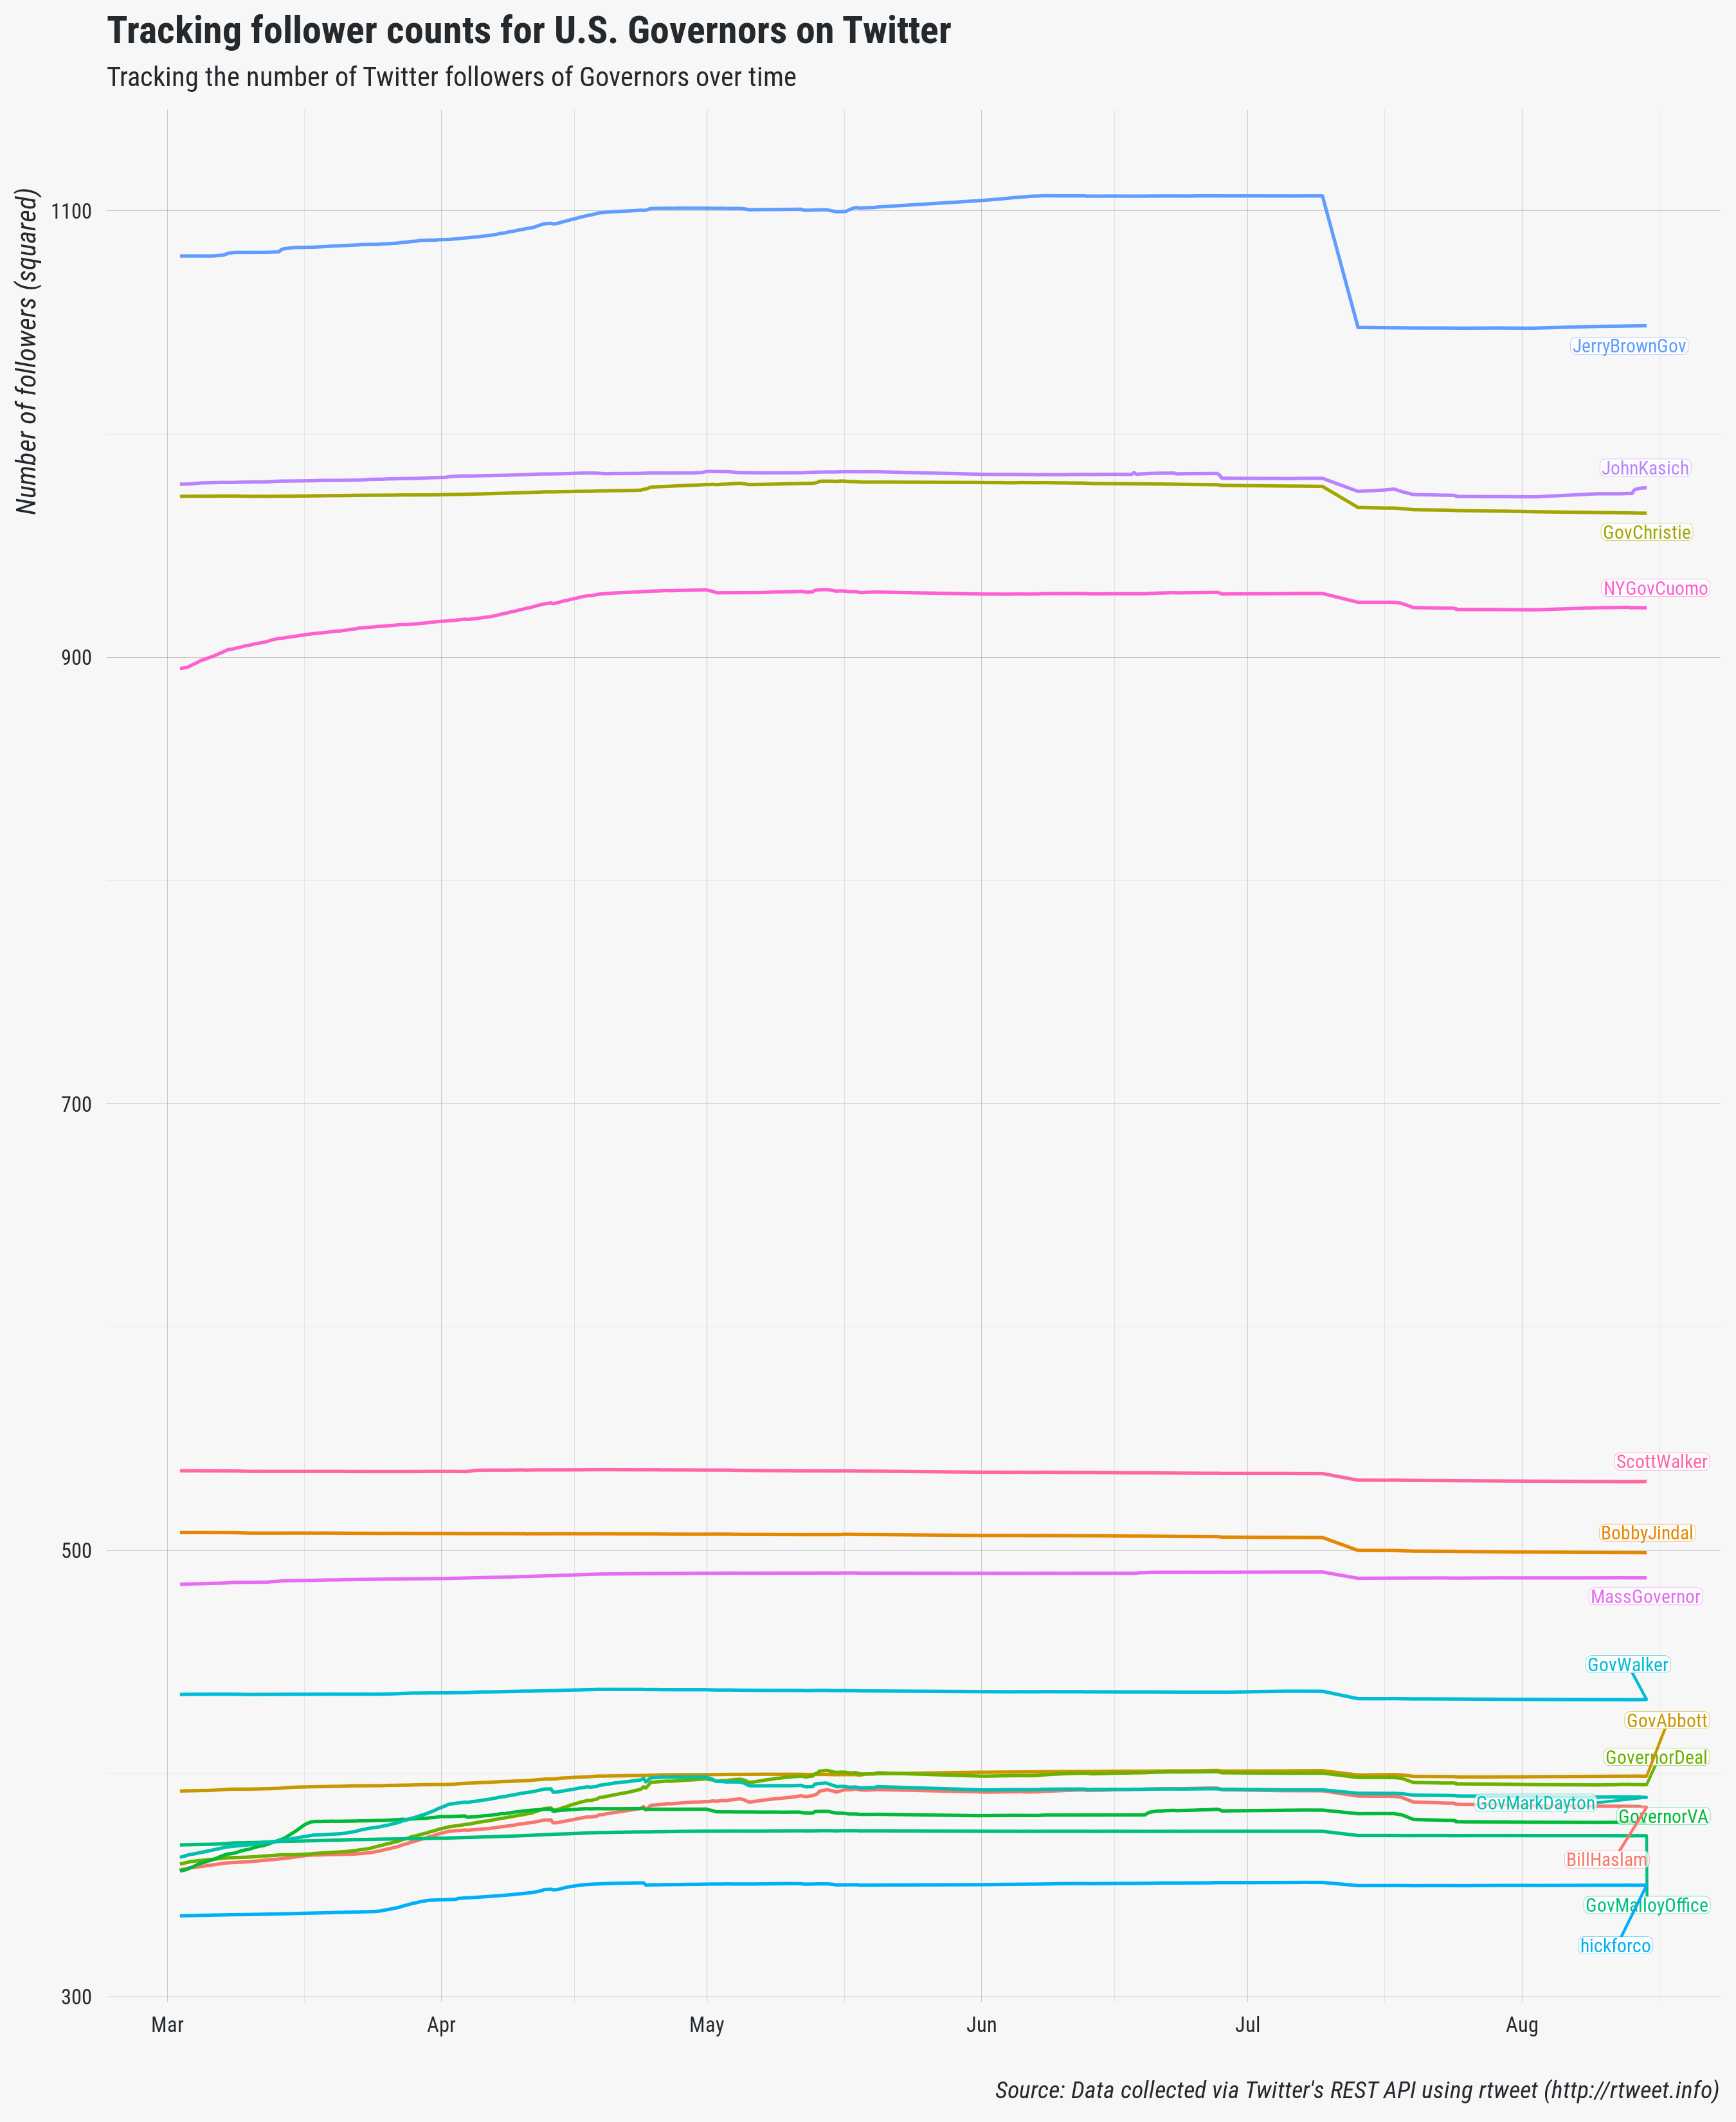 Tracking follower counts for U.S. Governors on Twitter
Tracking the number of Twitter followers of Governors over time
Number of followers (squared)
1100
JerryBrownGov
JohnKasich
GovChristie
NYGovCuomo
900
700
ScottWalker
BobbyJindal
500
MassGovernor
GovWalker
GovAbbott
GovernorDeal
GovMarkDayton
GovernorVA
BillHaslam
GovMalloyOffice
hickforco
300
Mar Apr May Jun Jul Aug
Source: Data collected via Twitter's REST API using rtweet (http://rtweet.info)